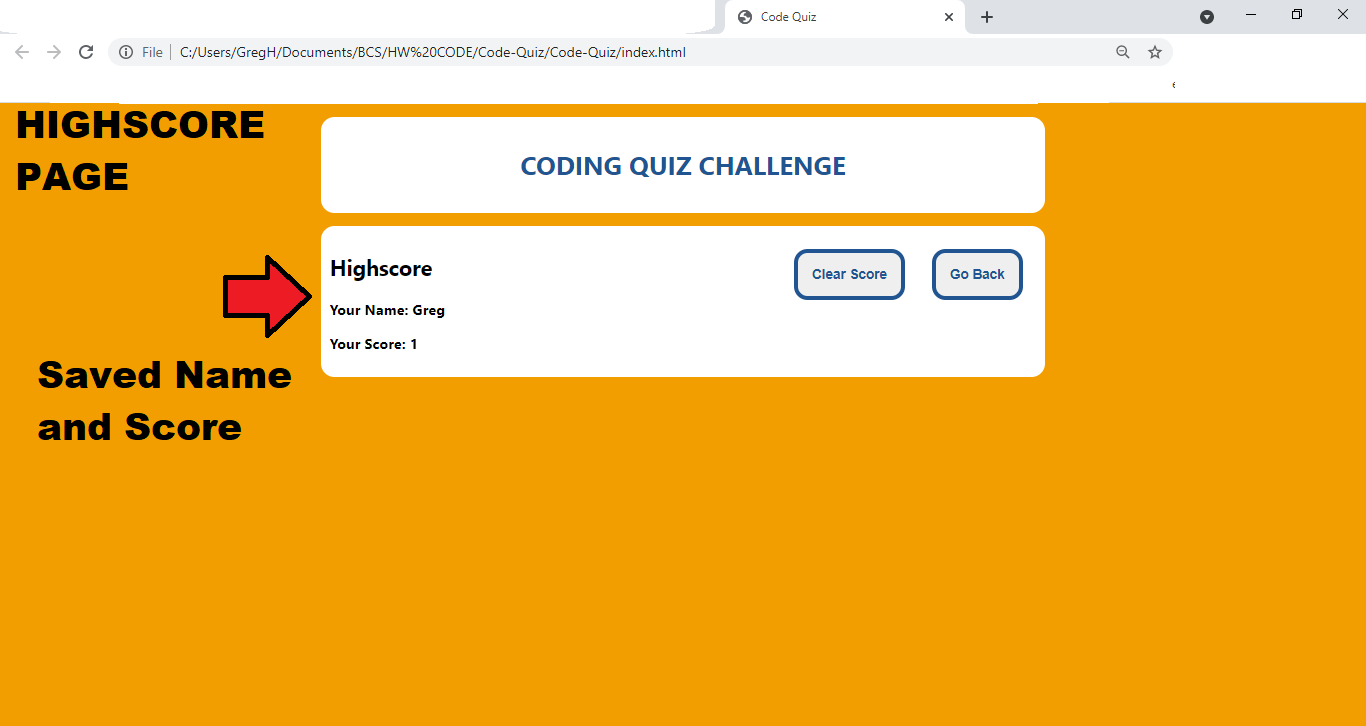 Code Quiz
File
C:/Users/GregH/Documents/BCS/HW%20CODE/Code-Quiz/Code-Quiz/index.html
HIGHSCORE
PAGE
CODING QUIZ CHALLENGE
Highscore
Clear Score
Go Back
Your Name: Greg
Your Score: 1
Saved Name
and Score